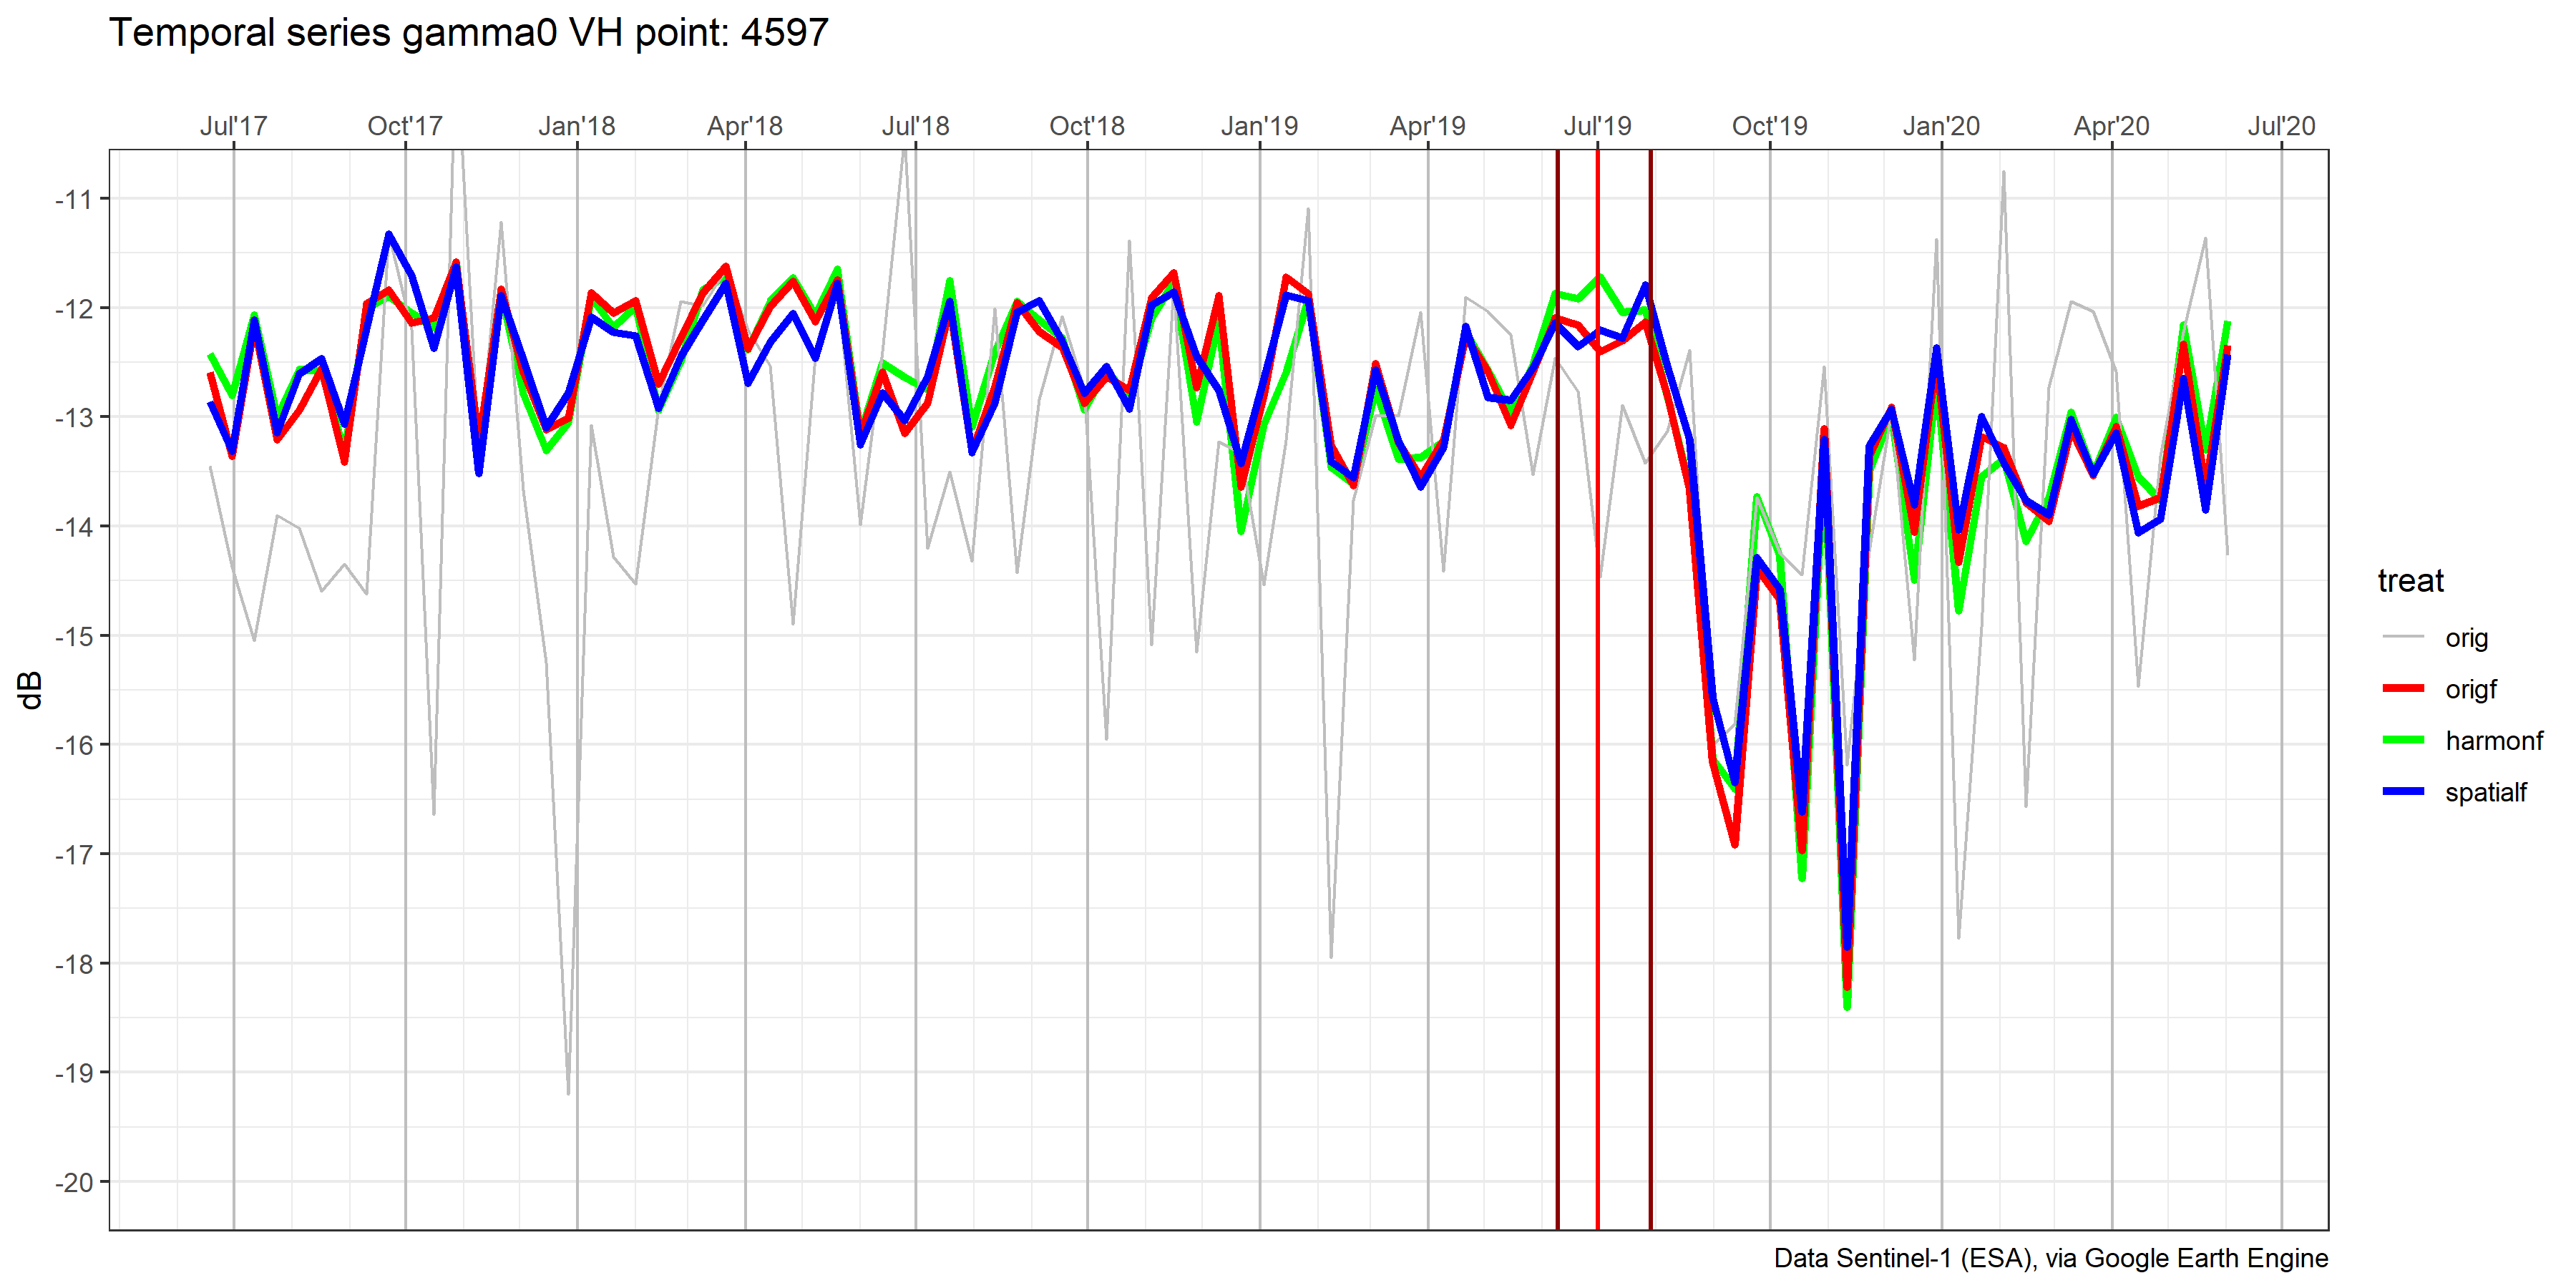 Temporal series gamma0 VH point: 4597
Jul'17 Oct'17 Jan'18 Apr'18 Jul'18 Oct'18 Jan'19 Apr'19 Jul'19 Oct'19 Jan'20 Apr'20 Jul'20
-11
-12
-13
-14
-15
-16
-17
-18
-19
-20
dB
treat
orig
origf
harmonf
spatialf
Data Sentinel-1 (ESA), via Google Earth Engine